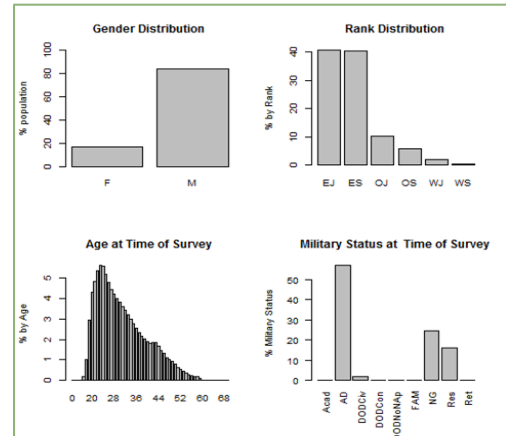 Gender Distribution
% population
0 20 40 60 80 100
F M
Rank Distribution
% by Rank
0 10 20 30 40
EJ ES OJ OS WJ WS
Age at Time of Survey
% by Age
0 1 2 3 4 5
0 20 28 36 44 52 60 68
Military Status at Time of Survey
% Military Status
0 10 20 30 40 50
Acad AD DODCiv DODCon DODNoNAp FAM NG Res Ret